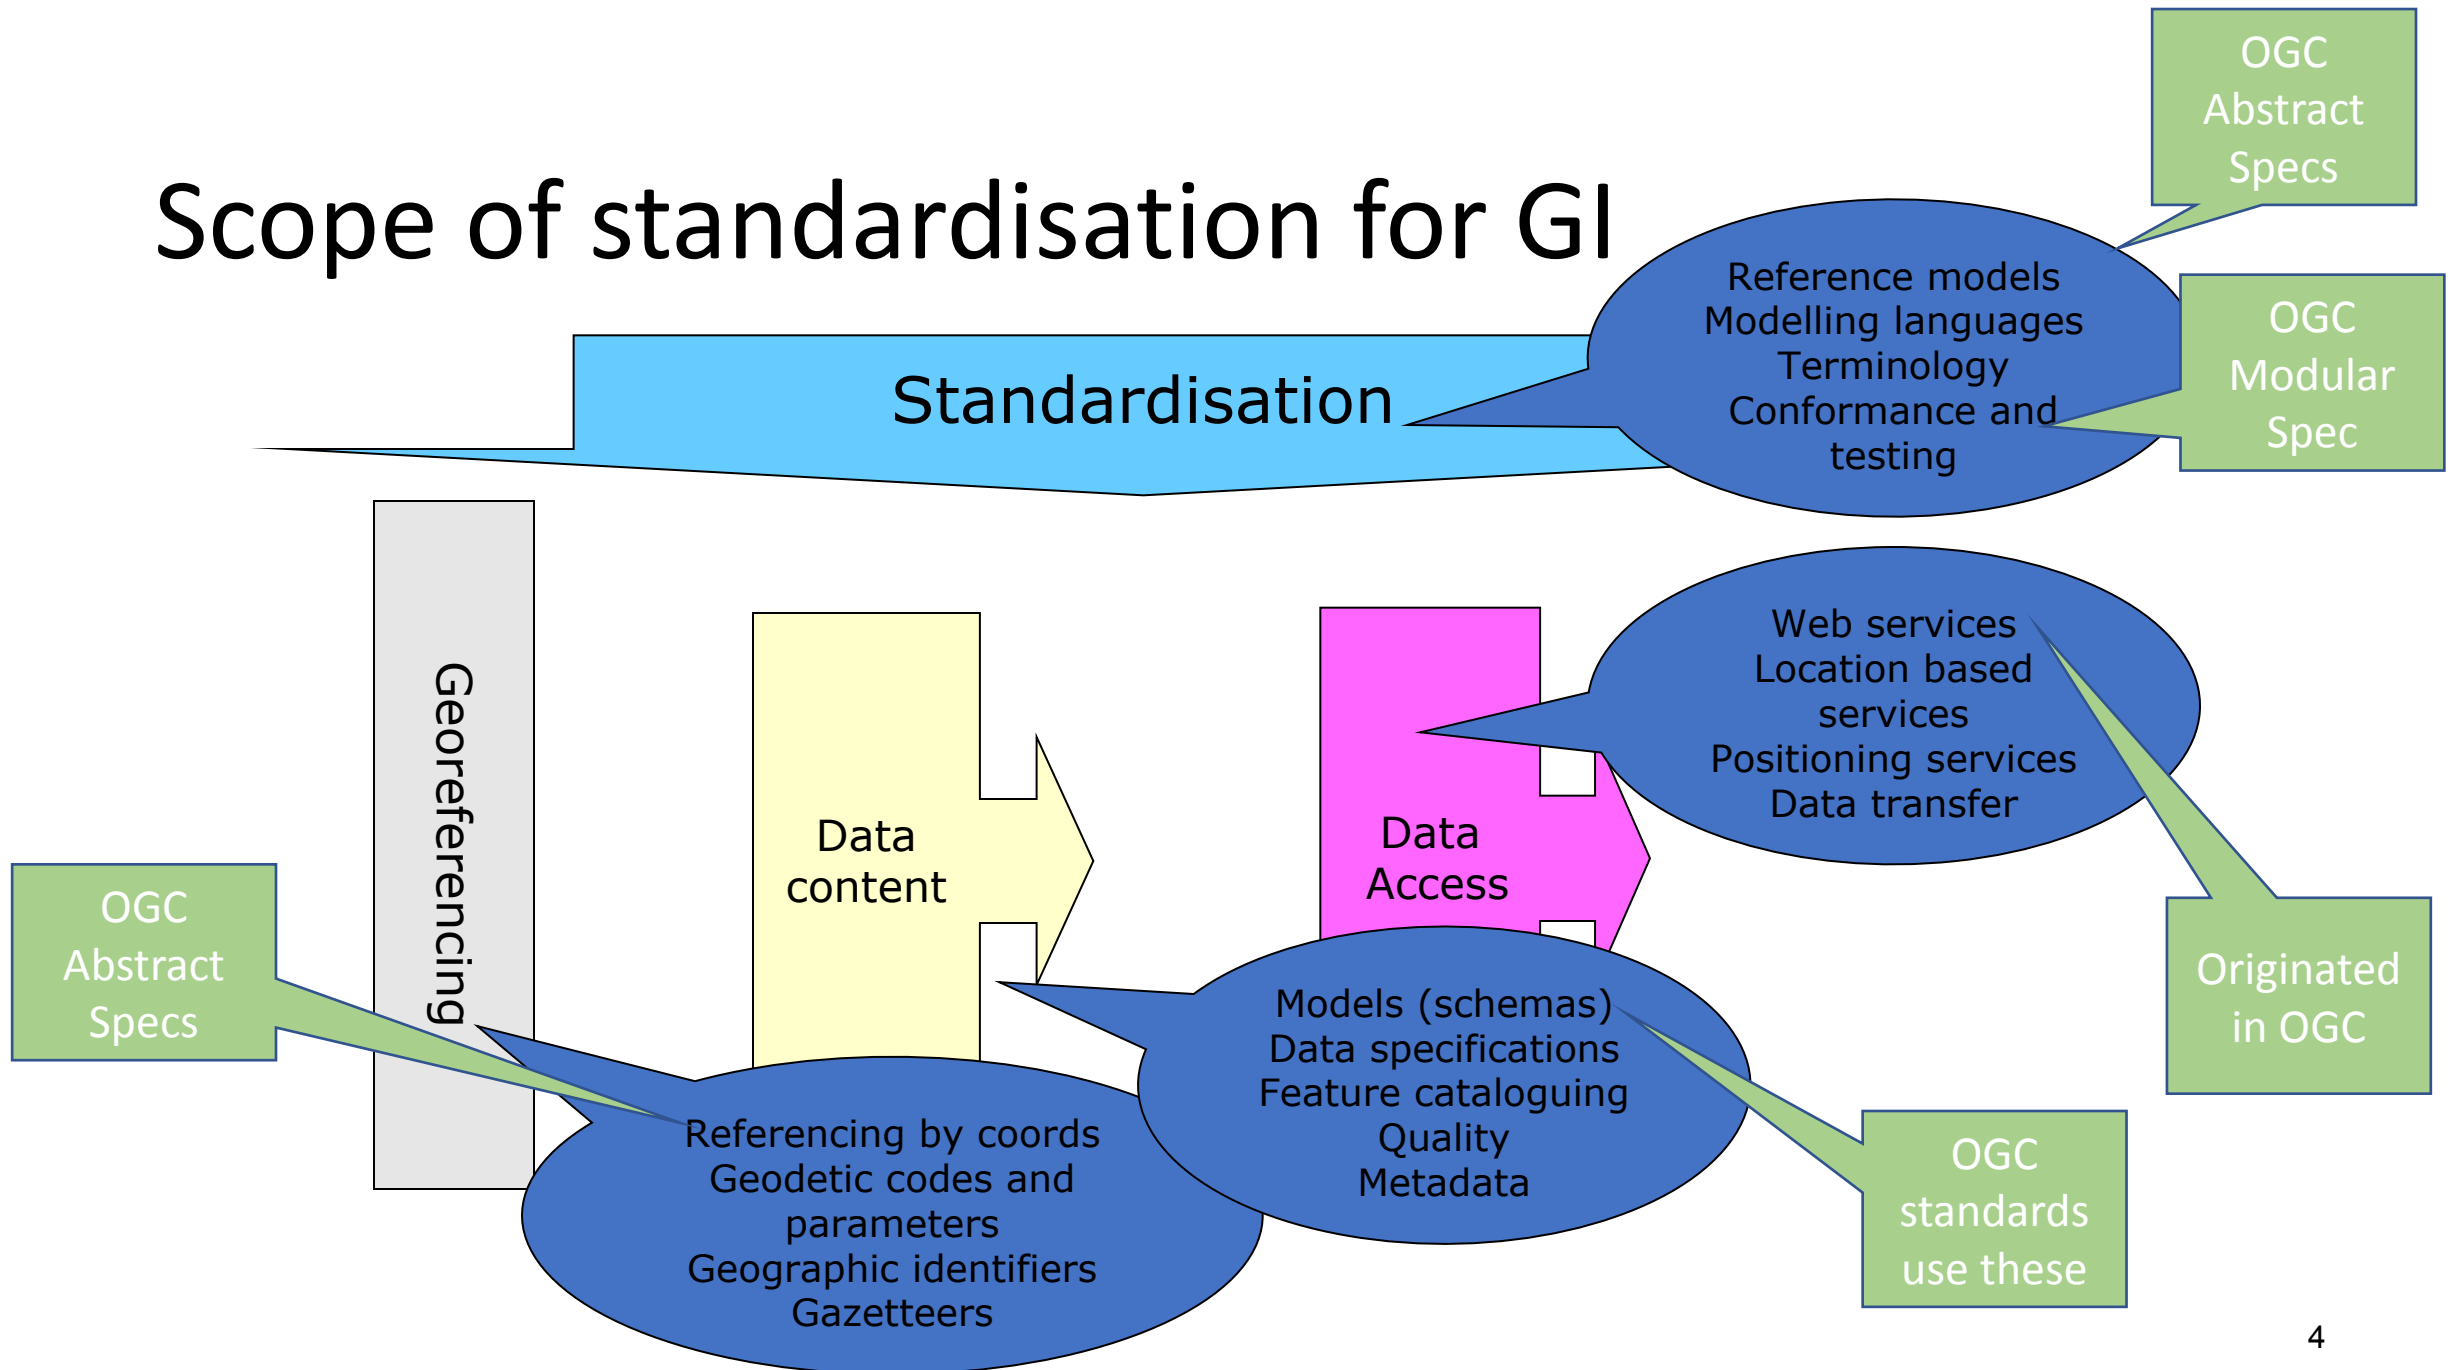 OGC
Abstract
Specs
Scope of standardisation for GI
Reference models
Modelling languages
Terminology
Conformance and
testing
OGC
Modular
Spec
Standardisation
Georeferencing
Data
content
Data
Access
Web services
Location based
services
Positioning services
Data transfer
OGC
Abstract
Specs
Originated
in OGC
Models (schemas)
Data specifications
Feature cataloguing
Quality
Metadata
Referencing by coords
Geodetic codes and
parameters
Geographic identifiers
Gazetteers
OGC
standards
use these
4